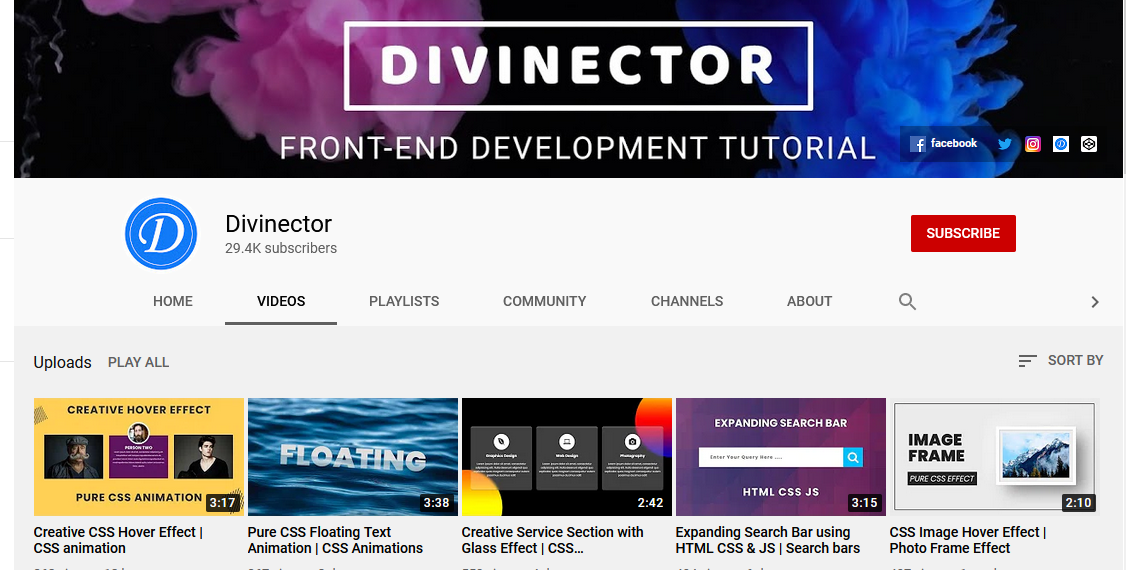 DIVINECTOR
FRONT-END DEVELOPMENT TUTORIAL
facebook
Divinector
29.4K subscribers
SUBSCRIBE
HOME VIDEOS PLAYLISTS COMMUNITY CHANNELS ABOUT
Uploads PLAY ALL
SORT BY
CREATIVE HOVER EFFECT
PERSON TWO
PURE CSS ANIMATION
3:17
FLOATING
3:38
Graphics Design Web Design Photography
2:42
EXPANDING SEARCH BAR
Enter Your Query Here ....
HTML CSS JS
3:15
IMAGE
FRAME
PURE CSS EFFECT
2:10
Creative CSS Hover Effect |
CSS animation
Pure CSS Floating Text
Animation | CSS Animations
Creative Service Section with
Glass Effect | CSS...
Expanding Search Bar using
HTML CSS & JS | Search bars
CSS Image Hover Effect |
Photo Frame Effect